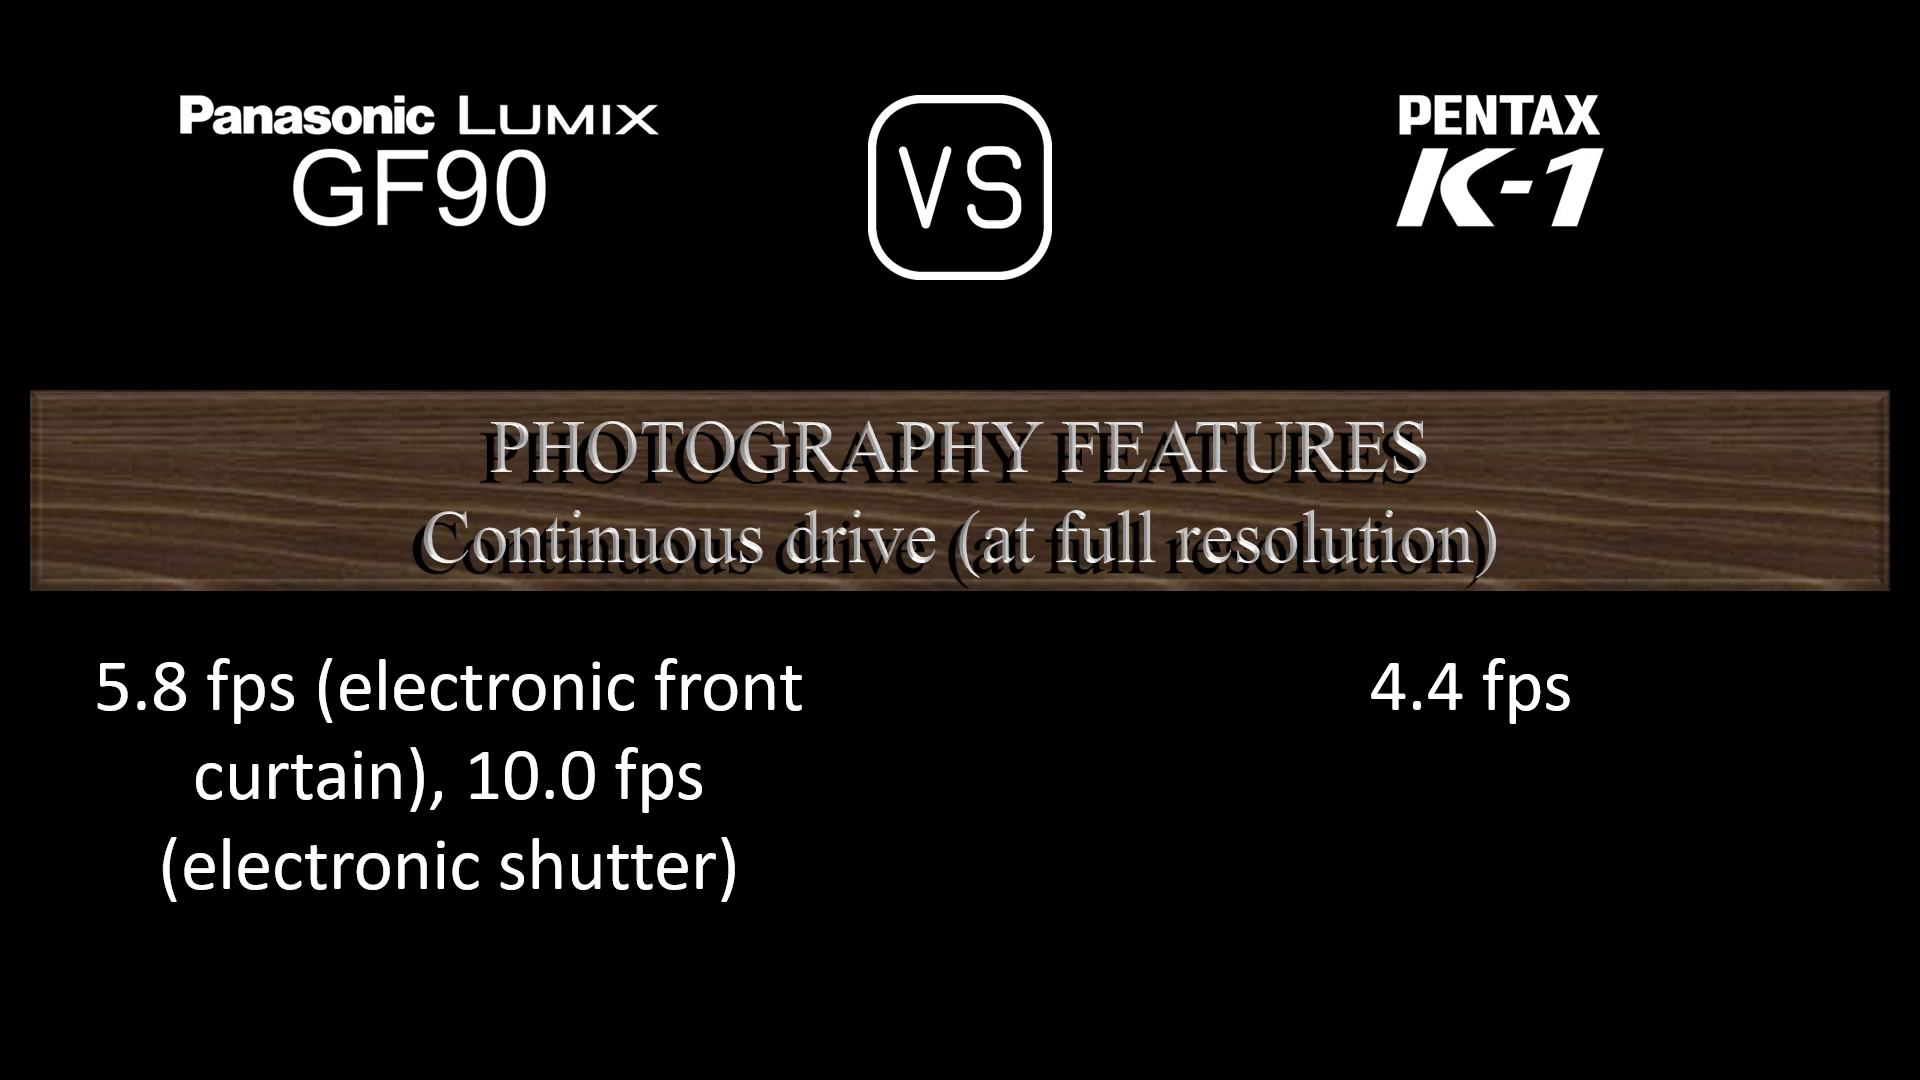 Panasonic LUMIX
GF90
VS
PENTAX
K-1
PHOTOGRAPHY FEATURES
Continuous drive (at full resolution)
5.8 fps (electronic front
curtain), 10.0 fps
(electronic shutter)
4.4 fps